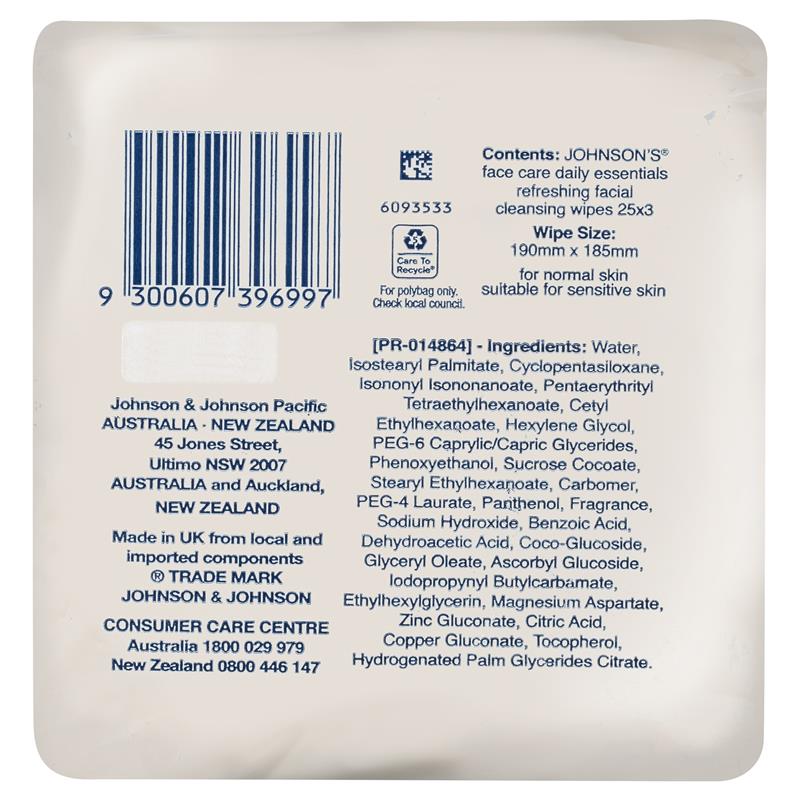 9 300607 396997
6093533
5
Care To
Recycle®
For polybag only.
Check local council.
Contents: JOHNSON'S®
face care daily essentials
refreshing facial
cleansing wipes 25x3
Wipe Size:
190mm x 185mm
for normal skin
suitable for sensitive skin
Johnson & Johnson Pacific
AUSTRALIA · NEW ZEALAND
45 Jones Street,
Ultimo NSW 2007
AUSTRALIA and Auckland,
NEW ZEALAND
Made in UK from local and
imported components
® TRADE MARK
JOHNSON & JOHNSON
CONSUMER CARE CENTRE
Australia 1800 029 979
New Zealand 0800 446 147
[PR-014864] - Ingredients: Water,
Isostearyl Palmitate, Cyclopentasiloxane,
Isononyl Isononanoate, Pentaerythrityl
Tetraethylhexanoate, Cetyl
Ethylhexanoate, Hexylene Glycol,
PEG-6 Caprylic/Capric Glycerides,
Phenoxyethanol, Sucrose Cocoate,
Stearyl Ethylhexanoate, Carbomer,
PEG-4 Laurate, Panthenol, Fragrance,
Sodium Hydroxide, Benzoic Acid,
Dehydroacetic Acid, Coco-Glucoside,
Glyceryl Oleate, Ascorbyl Glucoside,
Iodopropynyl Butylcarbamate,
Ethylhexylglycerin, Magnesium Aspartate,
Zinc Gluconate, Citric Acid,
Copper Gluconate, Tocopherol,
Hydrogenated Palm Glycerides Citrate.